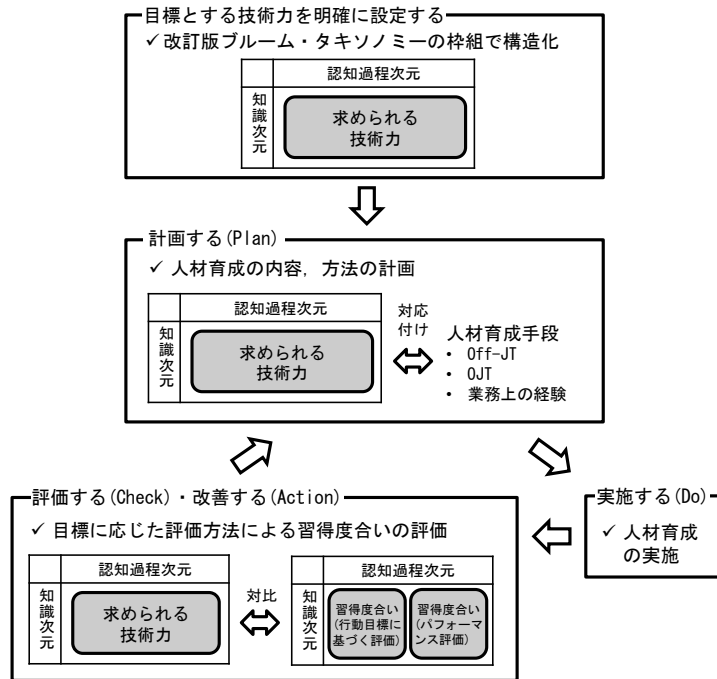 目標とする技術力を明確に設定する
✓ 改訂版ブルーム・タキソノミーの枠組で構造化
認知過程次元
知識次元
求められる
技術力
計画する(Plan)
✓ 人材育成の内容，方法の計画
認知過程次元
知識次元
求められる
技術力
対応
付け
人材育成手段
• Off-JT
• OJT
• 業務上の経験
評価する(Check)・改善する(Action)
✓ 目標に応じた評価方法による習得度合いの評価
認知過程次元
知識次元
求められる
技術力
対比
認知過程次元
知識次元
習得度合い
(行動目標に
基づく評価)
習得度合い
(パフォーマ
ンス評価)
実施する(Do)
✓ 人材育成
の実施